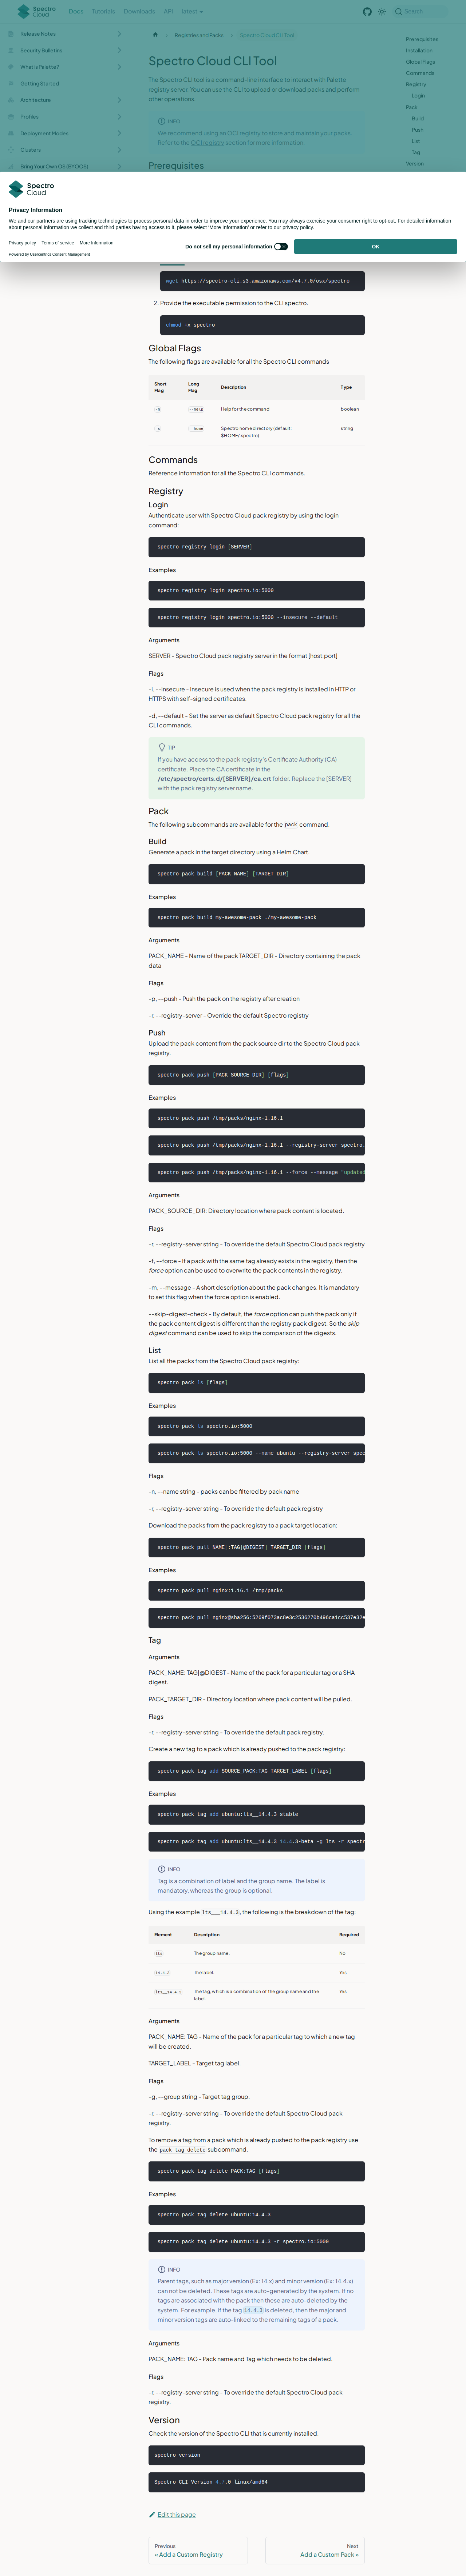 Spectro Cloud
Docs
Tutorials
Downloads
API
latest
Search
Release Notes
Security Bulletins
What is Palette?
Getting Started
Architecture
Profiles
Deployment Modes
Clusters
Bring Your Own OS (BYOOS)
Registries and Packs
Spectro Cloud CLI Tool
Prerequisites
Installation
Global Flags
Commands
Registry
Login
Pack
Build
Push
List
Tag
Version
Spectro Cloud CLI Tool
The Spectro CLI tool is a command-line interface to interact with Palette
registry server. You can use the CLI to upload or download packs and perform
other operations.
INFO
We recommend using an OCI registry to store and maintain your packs.
Refer to the OCI registry section for more information.
Prerequisites
Spectro Cloud
Privacy Information
We and our partners are using tracking technologies to process personal data in order to improve your experience. You may always exercise your consumer right to opt-out. For detailed information
about personal information we collect and third parties having access to it, please select 'More Information' or refer to our privacy policy.
Privacy policy
Terms of service
More Information
Do not sell my personal information
OK
Powered by Usercentrics Consent Management
wget https://spectro-cli.s3.amazonaws.com/v4.7.0/osx/spectro
2. Provide the executable permission to the CLI spectro.
chmod +x spectro
Global Flags
The following flags are available for all the Spectro CLI commands
Short Flag
Long Flag
Description
Type
-h
--help
Help for the command
boolean
--home
Spectro home directory (default: $HOME/.spectro)
string
Commands
Reference information for all the Spectro CLI commands.
Registry
Login
Authenticate user with Spectro Cloud pack registry by using the login
command:
spectro registry login [SERVER]
Examples
spectro registry login spectro.io:5000
spectro registry login spectro.io:5000 --insecure --default
Arguments
SERVER - Spectro Cloud pack registry server in the format [host:port]
Flags
-i, --insecure - Insecure is used when the pack registry is installed in HTTP or
HTTPS with self-signed certificates.
-d, --default - Set the server as default Spectro Cloud pack registry for all the
CLI commands.
TIP
If you have access to the pack registry's Certificate Authority (CA)
certificate. Place the CA certificate in the
/etc/spectro/certs.d/[SERVER]/ca.crt folder. Replace the [SERVER]
with the pack registry server name.
Pack
The following subcommands are available for the pack command.
Build
Generate a pack in the target directory using a Helm Chart.
spectro pack build [PACK_NAME] [TARGET_DIR]
Examples
spectro pack build my-awesome-pack ./my-awesome-pack
Arguments
PACK_NAME - Name of the pack TARGET_DIR - Directory containing the pack
data
Flags
-p, --push - Push the pack on the registry after creation
-r, --registry-server - Override the default Spectro registry
Push
Upload the pack content from the pack source dir to the Spectro Cloud pack
registry.
spectro pack push [PACK_SOURCE_DIR] [flags]
Examples
spectro pack push /tmp/packs/nginx-1.16.1
spectro pack push /tmp/packs/nginx-1.16.1 --registry-server spectro.
spectro pack push /tmp/packs/nginx-1.16.1 --force --message "updated
Arguments
PACK_SOURCE_DIR: Directory location where pack content is located.
Flags
-r, --registry-server string - To override the default Spectro Cloud pack registry
-f, --force - If a pack with the same tag already exists in the registry, then the
force option can be used to overwrite the pack contents in the registry.
-m, --message - A short description about the pack changes. It is mandatory
to set this flag when the force option is enabled.
--skip-digest-check - By default, the force option can push the pack only if
the pack content digest is different than the registry pack digest. So the skip
digest command can be used to skip the comparison of the digests.
List
List all the packs from the Spectro Cloud pack registry:
spectro pack ls [flags]
Examples
spectro pack ls spectro.io:5000
spectro pack ls spectro.io:5000 --name ubuntu --registry-server spec
Flags
-n, --name string - packs can be filtered by pack name
-r, --registry-server string - To override the default pack registry
Download the packs from the pack registry to a pack target location:
spectro pack pull NAME[:TAG|@DIGEST] TARGET_DIR [flags]
Examples
spectro pack pull nginx:1.16.1 /tmp/packs
Tag
Arguments
PACK_NAME: TAG|@DIGEST - Name of the pack for a particular tag or a SHA
digest.
PACK_TARGET_DIR - Directory location where pack content will be pulled.
Flags
-r, --registry-server string - To override the default pack registry.
Create a new tag to a pack which is already pushed to the pack registry:
spectro pack tag add SOURCE_PACK:TAG TARGET_LABEL [flags]
Examples
spectro pack tag add ubuntu:lts__14.4.3 stable
spectro pack tag add ubuntu:lts__14.4.3 14.4.3-beta -g lts -r spectr
INFO
Tag is a combination of label and the group name. The label is
mandatory, whereas the group is optional.
Using the example lts___14.4.3, the following is the breakdown of the tag:
Element
Description
Required
lts
The group name.
No
14.4.3
The label.
Yes
lts__14.4.3
The tag, which is a combination of the group name and the label.
Yes
Arguments
PACK_NAME: TAG - Name of the pack for a particular tag to which a new tag
will be created.
TARGET_LABEL - Target tag label.
Flags
-g, --group string - Target tag group.
-r, --registry-server string - To override the default Spectro Cloud pack
registry.
To remove a tag from a pack which is already pushed to the pack registry use
the pack tag delete subcommand.
spectro pack tag delete PACK:TAG [flags]
Examples
spectro pack tag delete ubuntu:14.4.3
spectro pack tag delete ubuntu:14.4.3 -r spectro.io:5000
INFO
Parent tags, such as major version (Ex: 14.x) and minor version (Ex: 14.4.x)
can not be deleted. These tags are auto-generated by the system. If no
tags are associated with the pack then these are auto-deleted by the
system. For example, if the tag 14.4.3 is deleted, then the major and
minor version tags are auto-linked to the remaining tags of a pack.
Arguments
PACK_NAME: TAG - Pack name and Tag which needs to be deleted.
Flags
-r, --registry-server string - To override the default Spectro Cloud pack
registry.
Version
Check the version of the Spectro CLI that is currently installed.
spectro version
Spectro CLI Version 4.7.0 linux/amd64
Edit this page
Previous
« Add a Custom Registry
Next
Add a Custom Pack »